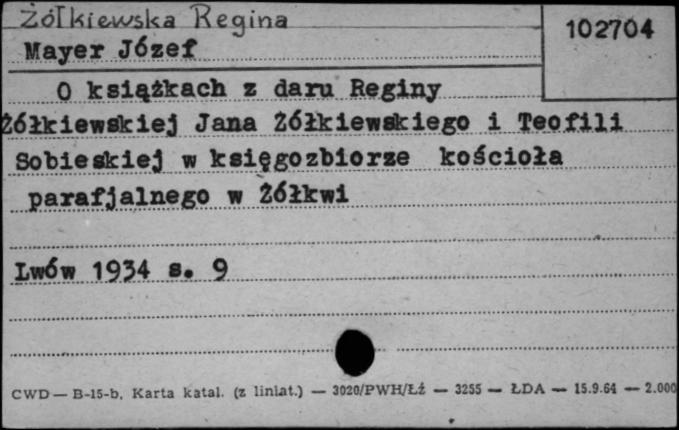 Żółkiewska Regina
102704
Mayer Józef
O książkach z daru Reginy
Żółkiewskiej Jana Żółkiewskiego i Teofili
Sobieskiej w księgozbiorze kościoła
parafjalnego w Żółkwi
Lwów 1934 s. 9
CWD — B-15-b, Karta katal. (z liniat.) — 3020/PWH/Łź — 3255 — ŁDA — 15.9.64 — 2.000